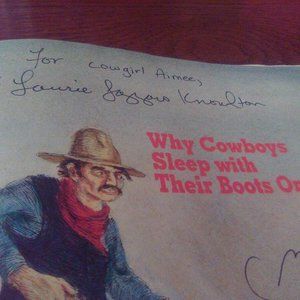 For Cowgirl Aimee,
Laurie Lazzaro Knowlton
Why Cowboys
Sleep with
Their Boots On